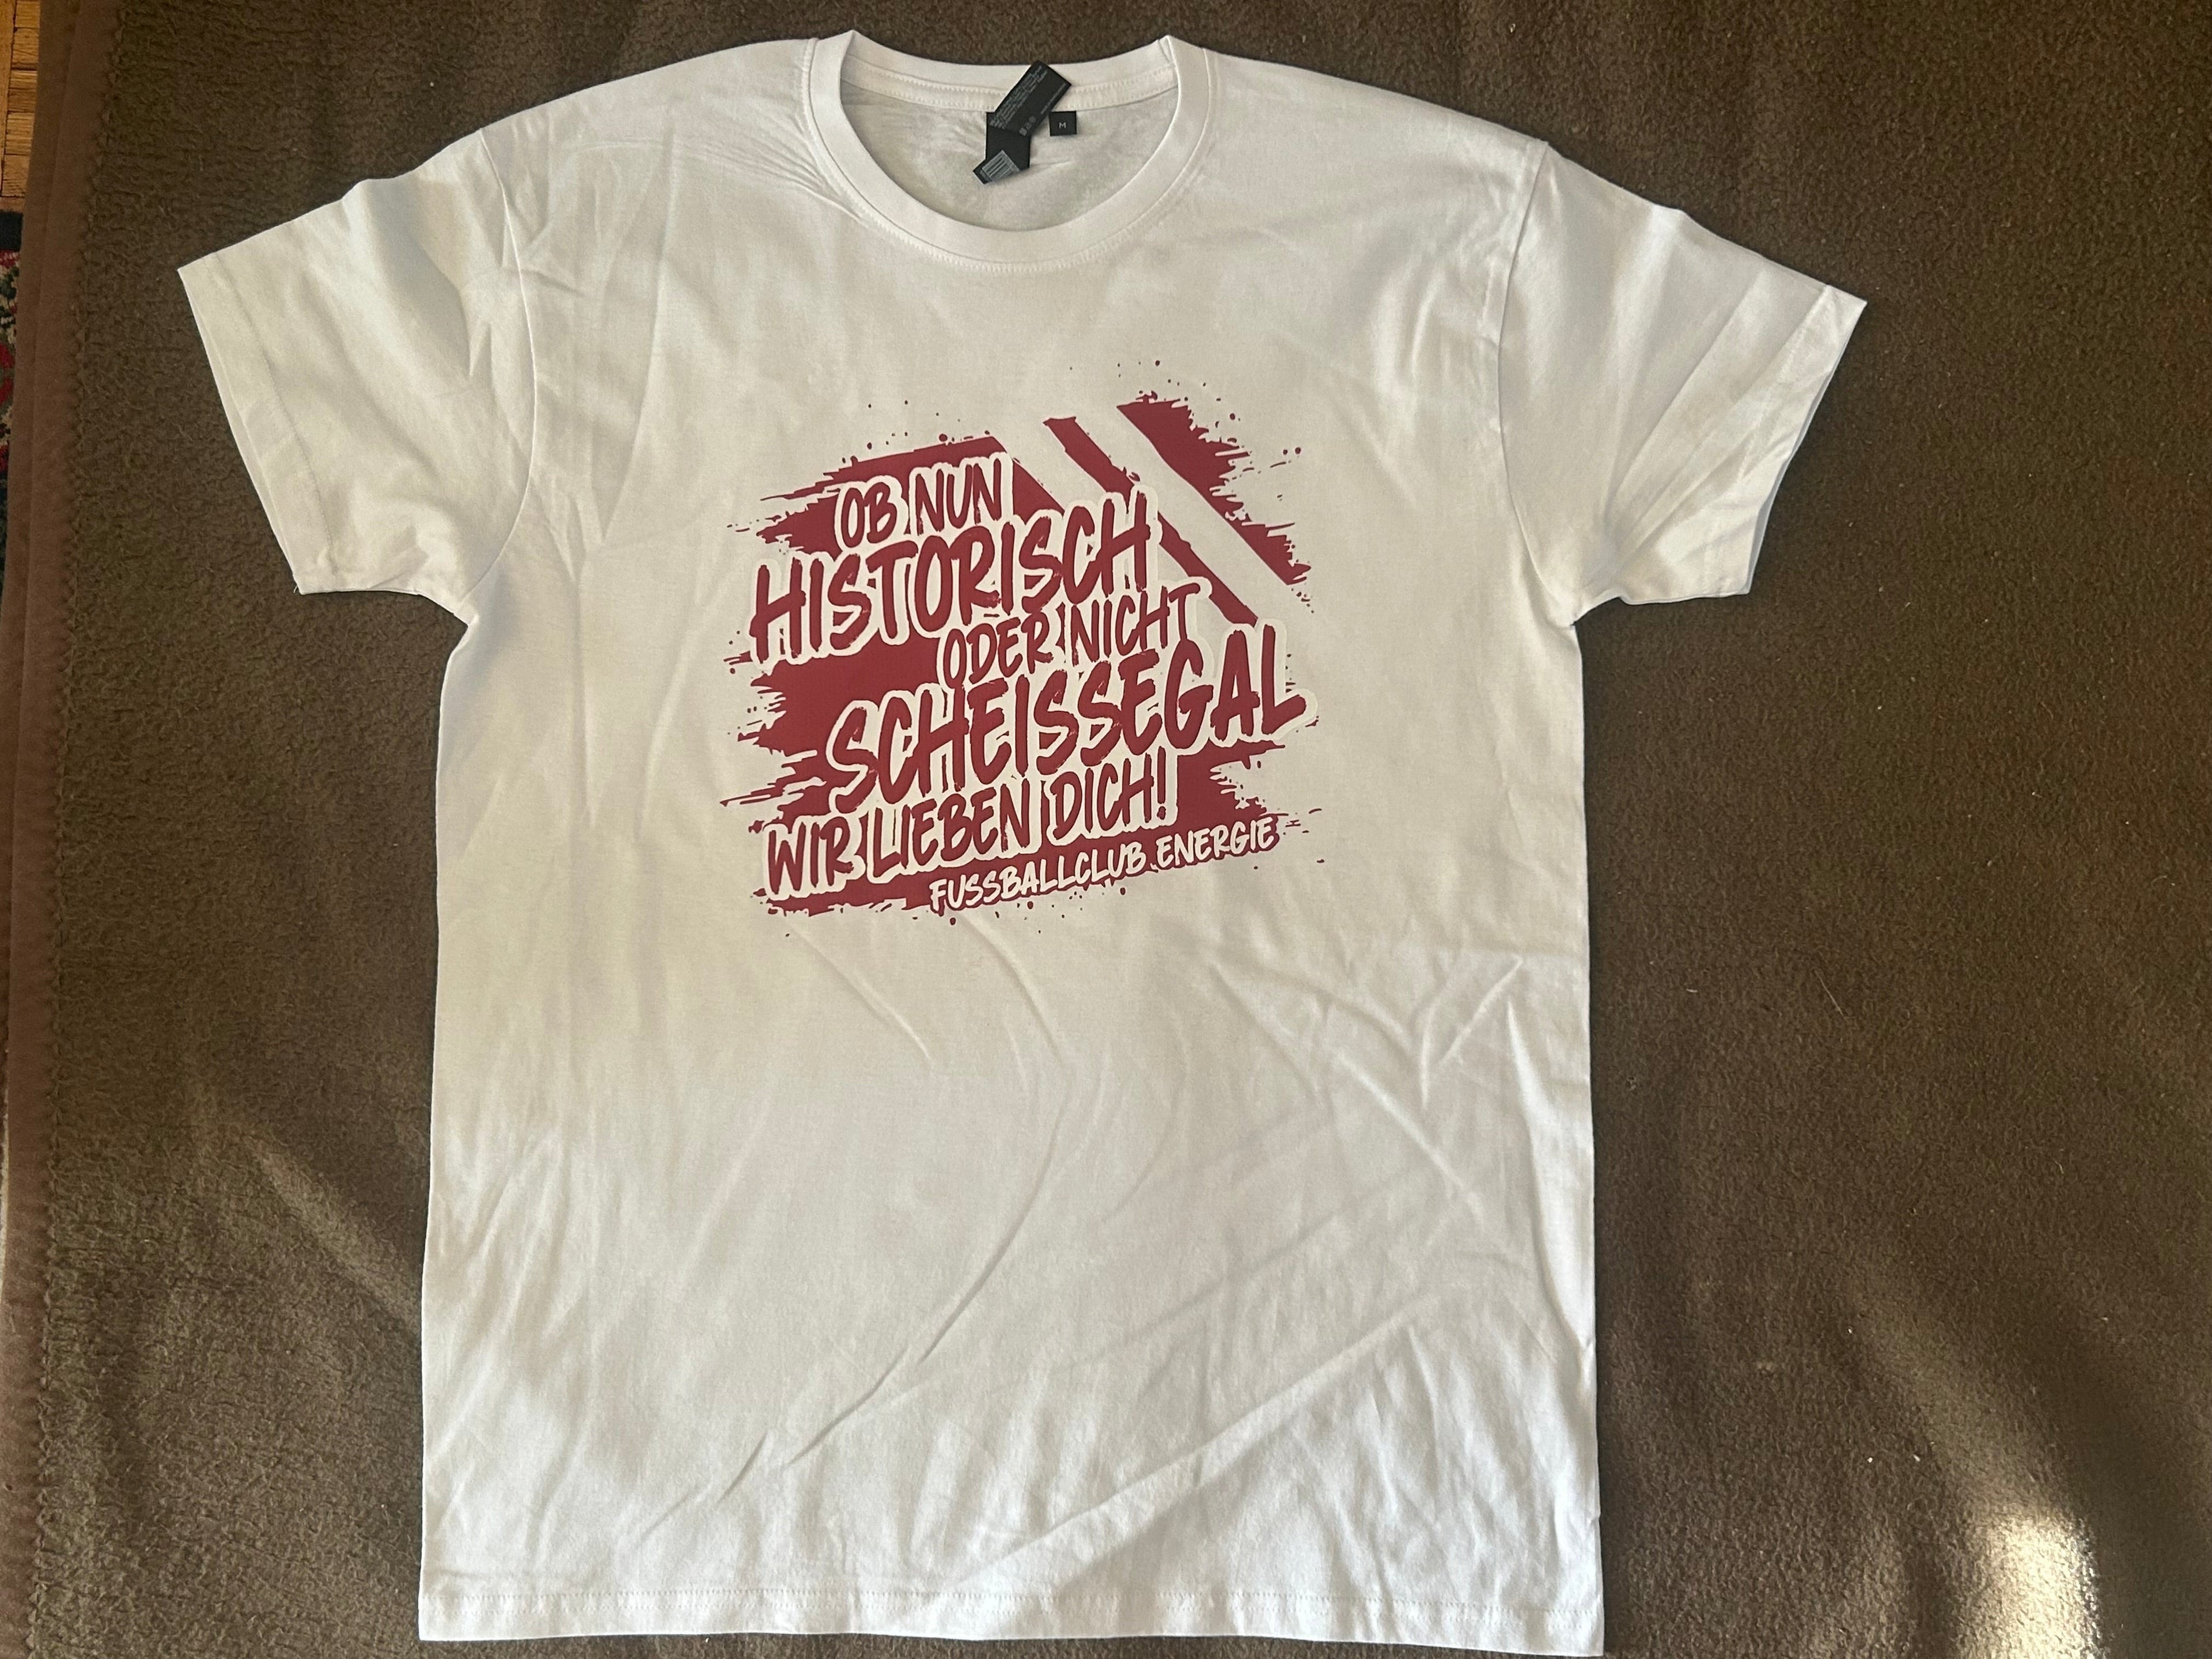 M
OB NUN
HISTORISCH
ODER NICHT
SCHEISSEGAL
WIR LIEBEN DICH!
FUSSBALLCLUB ENERGIE